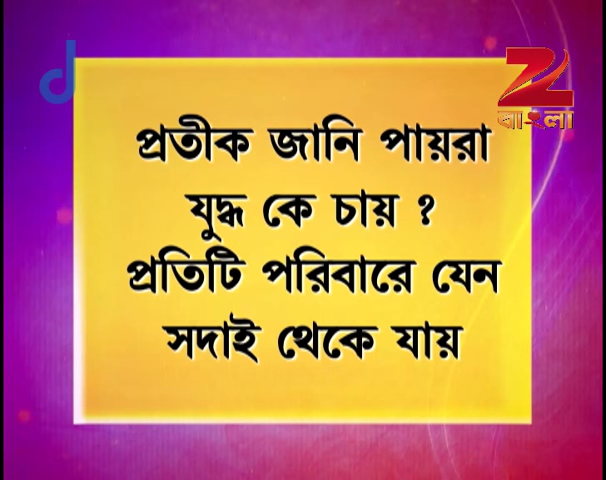 বাংলা
প্রতীক জানি পায়রা
যুদ্ধ কে চায় ?
প্রতিটি পরিবারে যেন
সদাই থেকে যায়